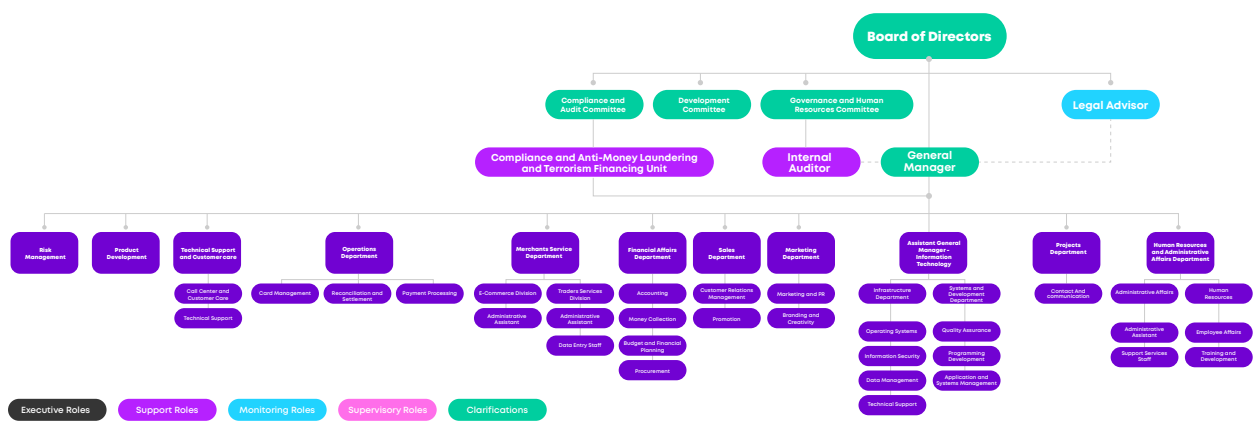 Board of Directors
Compliance and
Audit Committee
Development
Committee
Governance and Human
Resources Committee
Legal Advisor
Compliance and Anti-Money Laundering
and Terrorism Financing Unit
Internal
Auditor
General
Manager
Risk
Management
Product
Development
Technical Support
and Customer care
Operations
Department
Merchants Service
Department
Financial Affairs
Department
Sales
Department
Marketing
Department
Assistant General
Manager -
Information
Technology
Projects
Department
Human Resources
and Administrative
Affairs Department
Call Center and
Customer Care
Technical Support
Card Management
Reconciliation and
Settlement
Payment Processing
E-Commerce Division
Administrative
Assistant
Traders Services
Division
Administrative
Assistant
Data Entry Staff
Accounting
Money Collection
Budget and Financial
Planning
Procurement
Customer Relations
Management
Promotion
Marketing and PR
Branding and
Creativity
Infrastructure
Department
Operating Systems
Information Security
Data Management
Technical Support
Systems and
Development
Department
Quality Assurance
Programming
Development
Application and
Systems Management
Contact And
communication
Administrative Affairs
Administrative
Assistant
Support Services
Staff
Human
Resources
Employee Affairs
Training and
Development
Executive Roles
Support Roles
Monitoring Roles
Supervisory Roles
Clarifications